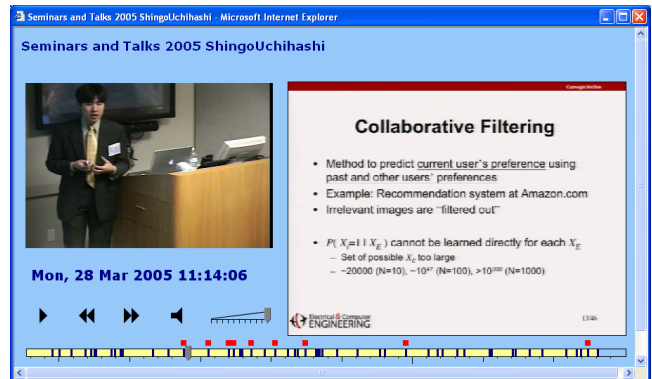 Seminars and Talks 2005 ShingoUchihashi - Microsoft Internet Explorer
Seminars and Talks 2005 ShingoUchihashi
Mon, 28 Mar 2005 11:14:06
Carnegie Mellon
Collaborative Filtering
• Method to predict current user's preference using
past and other users' preferences
• Example: Recommendation system at Amazon.com
• Irrelevant images are "filtered out"
• P( Xi=1 | XE ) cannot be learned directly for each XE
– Set of possible XE too large
– ~20000 (N=10), ~10^47 (N=100), >10^300 (N=1000)
Electrical & Computer
ENGINEERING
13/46